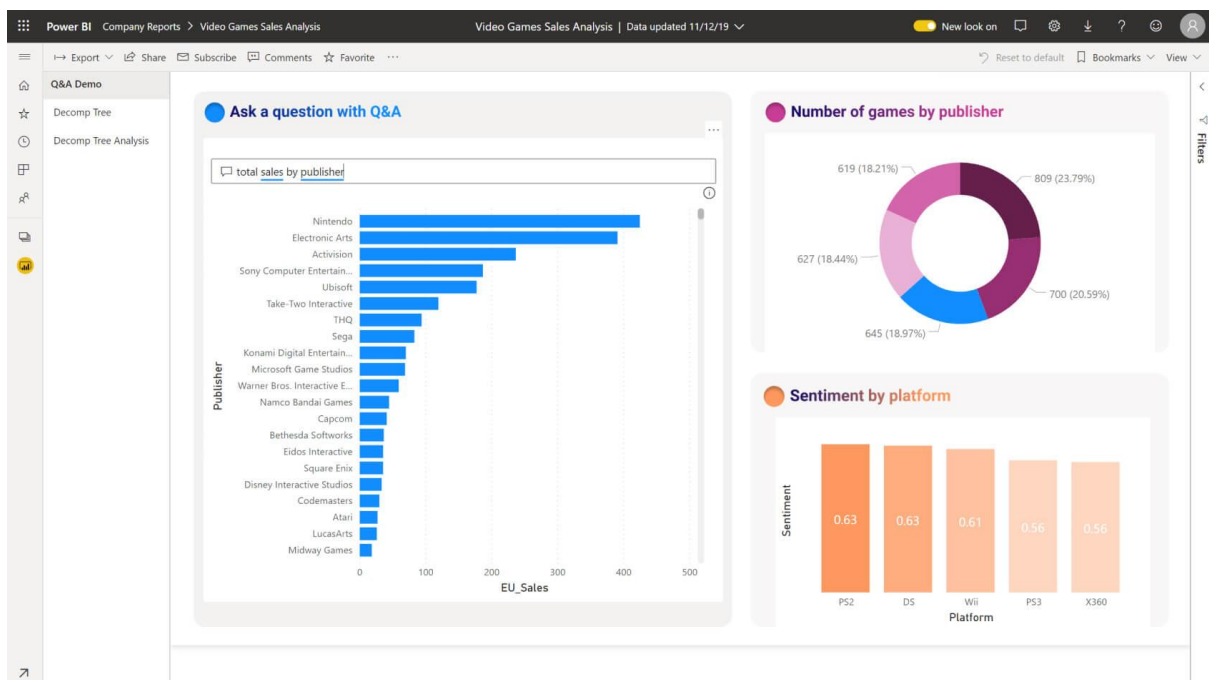 Power BI Company Reports > Video Games Sales Analysis
Video Games Sales Analysis | Data updated 11/12/19
New look on
Export Share Subscribe Comments Favorite ...
Reset to default Bookmarks View
Q&A Demo
Decomp Tree
Decomp Tree Analysis
Ask a question with Q&A
total sales by publisher
Publisher
Nintendo
Electronic Arts
Activision
Sony Computer Entertain...
Ubisoft
Take-Two Interactive
THQ
Sega
Konami Digital Entertain...
Microsoft Game Studios
Warner Bros. Interactive E...
Namco Bandai Games
Capcom
Bethesda Softworks
Eidos Interactive
Square Enix
Disney Interactive Studios
Codemasters
Atari
LucasArts
Midway Games
0 100 200 300 400 500
EU_Sales
Number of games by publisher
619 (18.21%)
809 (23.79%)
627 (18.44%)
700 (20.59%)
645 (18.97%)
Sentiment by platform
Sentiment
0.63 0.63 0.61 0.56 0.56
PS2 DS Wii PS3 X360
Platform
Filters